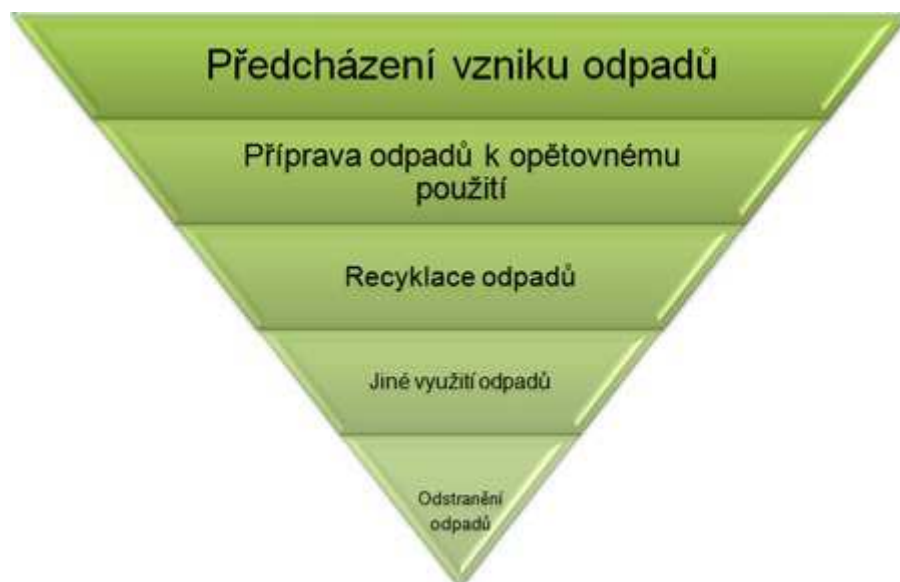 Předcházení vzniku odpadů
Příprava odpadů k opětovnému
použití
Recyklace odpadů
Jiné využití odpadů
Odstranění
odpadů